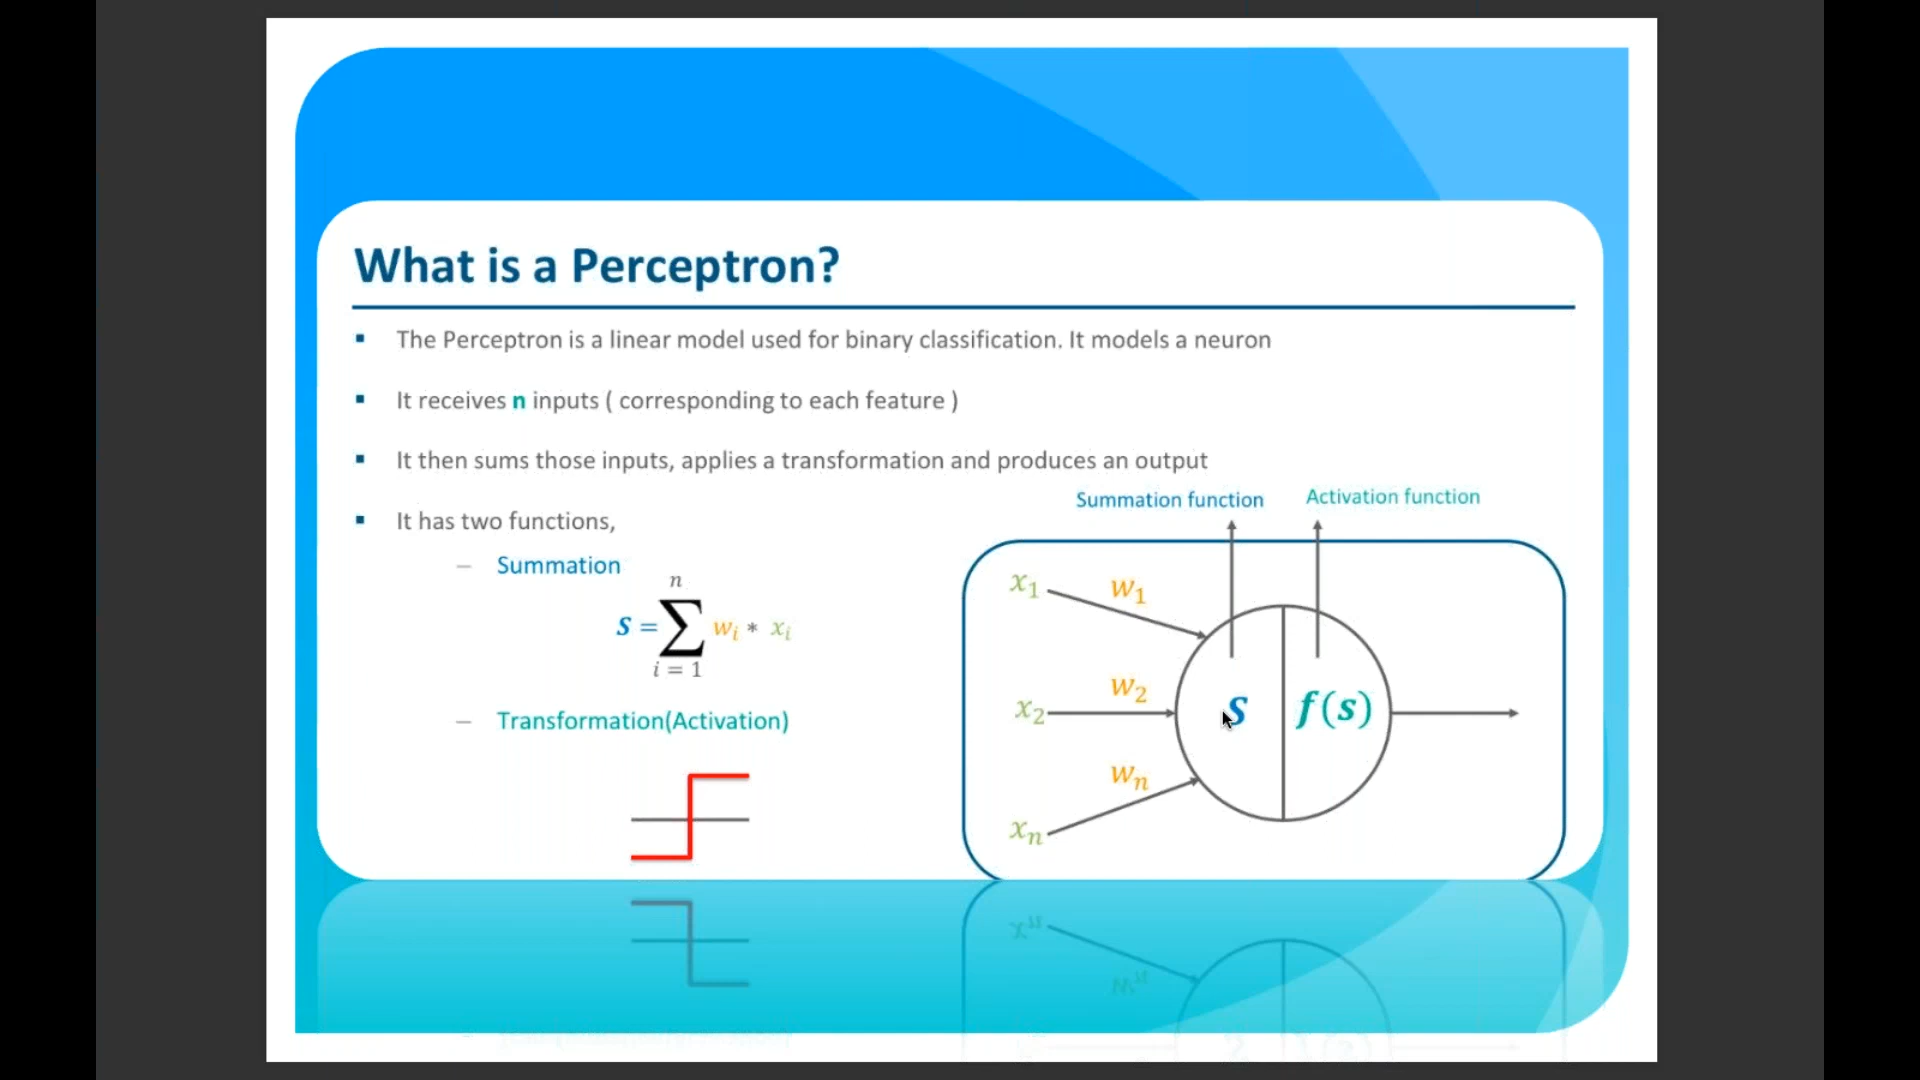 What is a Perceptron?
▪ The Perceptron is a linear model used for binary classification. It models a neuron
▪ It receives n inputs ( corresponding to each feature )
▪ It then sums those inputs, applies a transformation and produces an output
▪ It has two functions,
– Summation
S = ∑_{i = 1}^{n} w_i * x_i
– Transformation(Activation)
Summation function
Activation function
x₁ w₁
x₂ w₂
xₙ wₙ
S f(s)